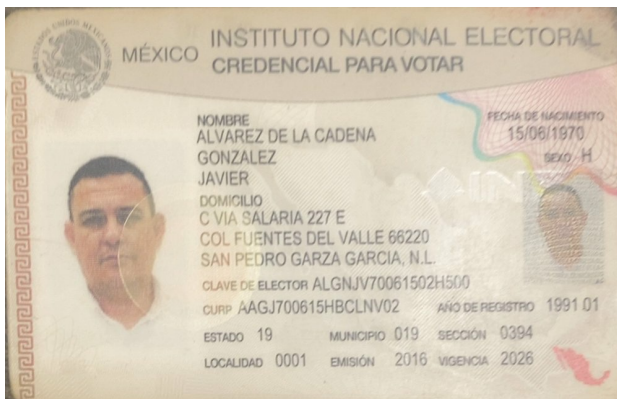 ESTADOS UNIDOS MEXICANOS
MÉXICO INSTITUTO NACIONAL ELECTORAL
CREDENCIAL PARA VOTAR
NOMBRE
ALVAREZ DE LA CADENA
GONZALEZ
JAVIER
FECHA DE NACIMIENTO
15/06/1970
SEXO H
DOMICILIO
C VIA SALARIA 227 E
COL FUENTES DEL VALLE 66220
SAN PEDRO GARZA GARCIA, N.L.
CLAVE DE ELECTOR ALGNJV70061502H500
CURP AAGJ700615HBCLNV02 AÑO DE REGISTRO 1991 01
ESTADO 19 MUNICIPIO 019 SECCIÓN 0394
LOCALIDAD 0001 EMISIÓN 2016 VIGENCIA 2026